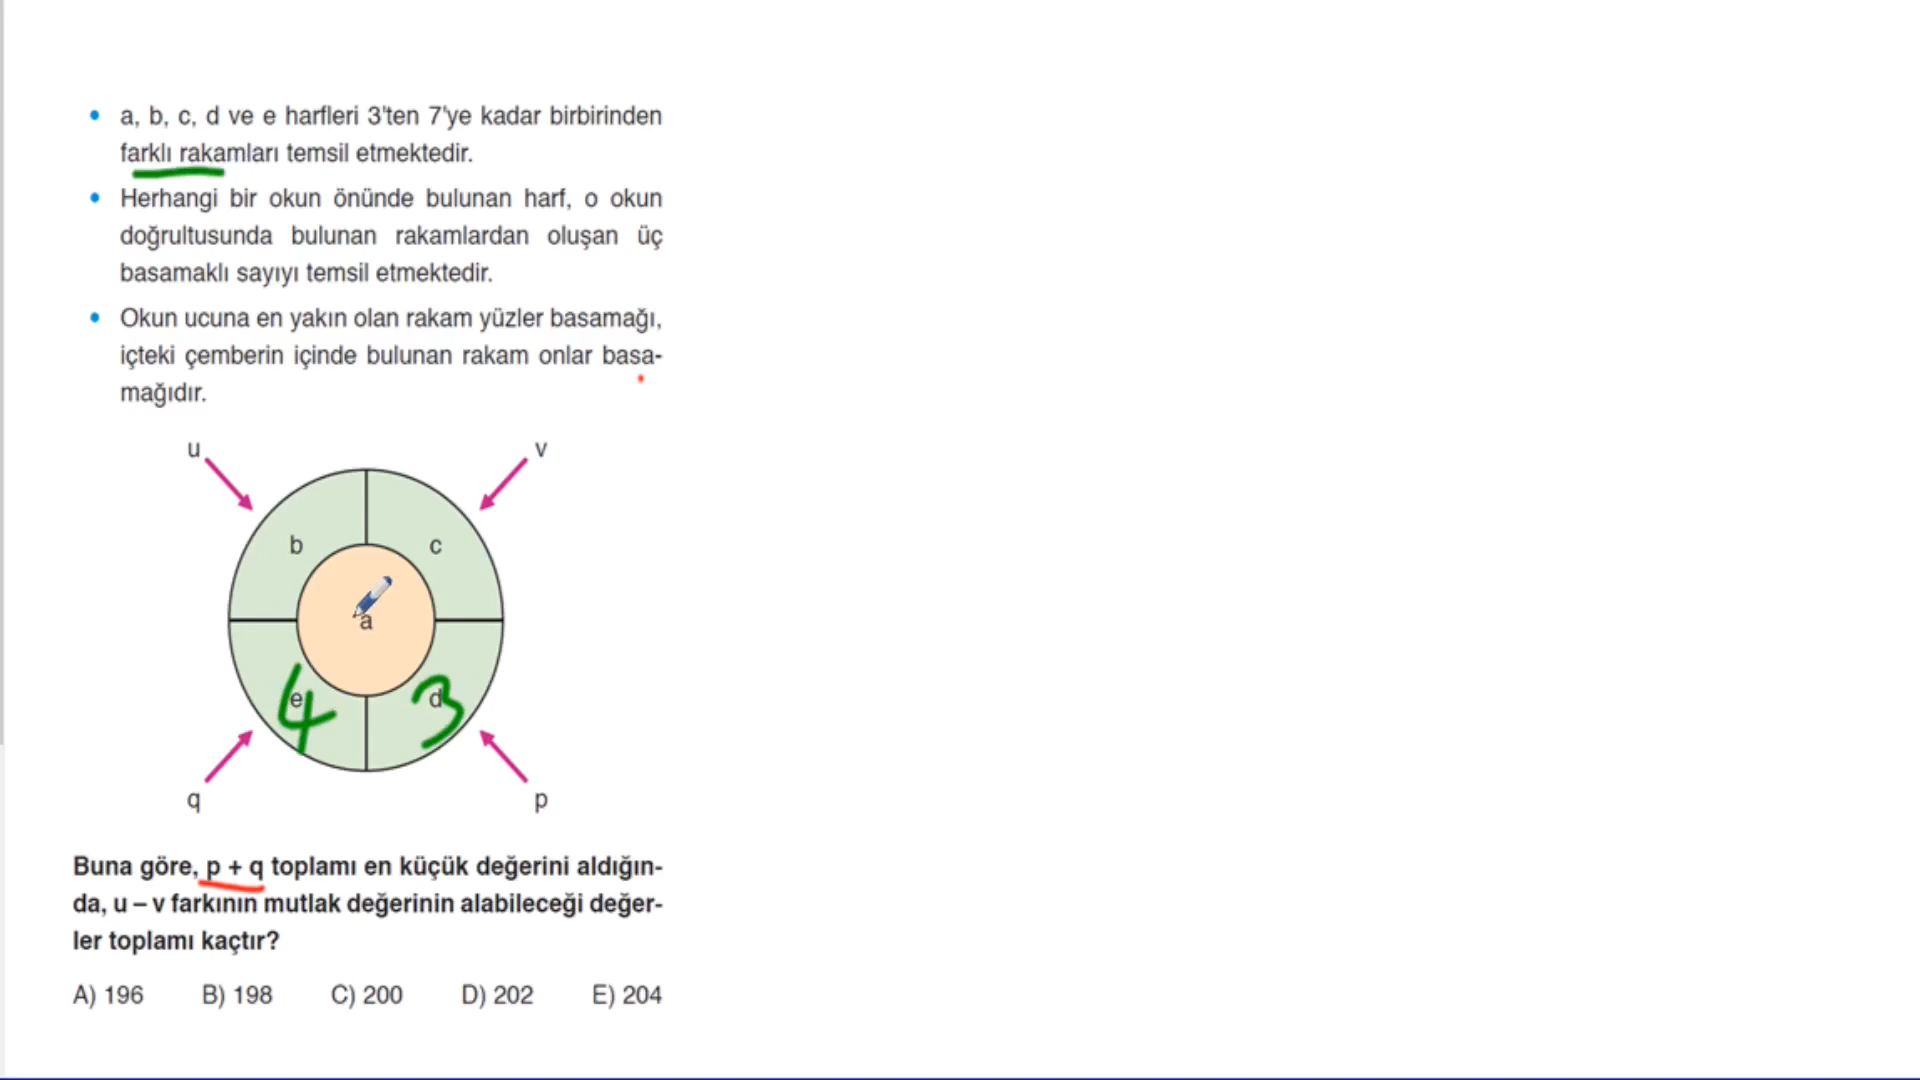 • a, b, c, d ve e harfleri 3'ten 7'ye kadar birbirinden
farklı rakamları temsil etmektedir.
• Herhangi bir okun önünde bulunan harf, o okun
doğrultusunda bulunan rakamlardan oluşan üç
basamaklı sayıyı temsil etmektedir.
• Okun ucuna en yakın olan rakam yüzler basamağı,
içteki çemberin içinde bulunan rakam onlar basa-
mağıdır.
u v
b c
a
e 4 d 3
q p
Buna göre, p + q toplamı en küçük değerini aldığın-
da, u – v farkının mutlak değerinin alabileceği değer-
ler toplamı kaçtır?
A) 196 B) 198 C) 200 D) 202 E) 204